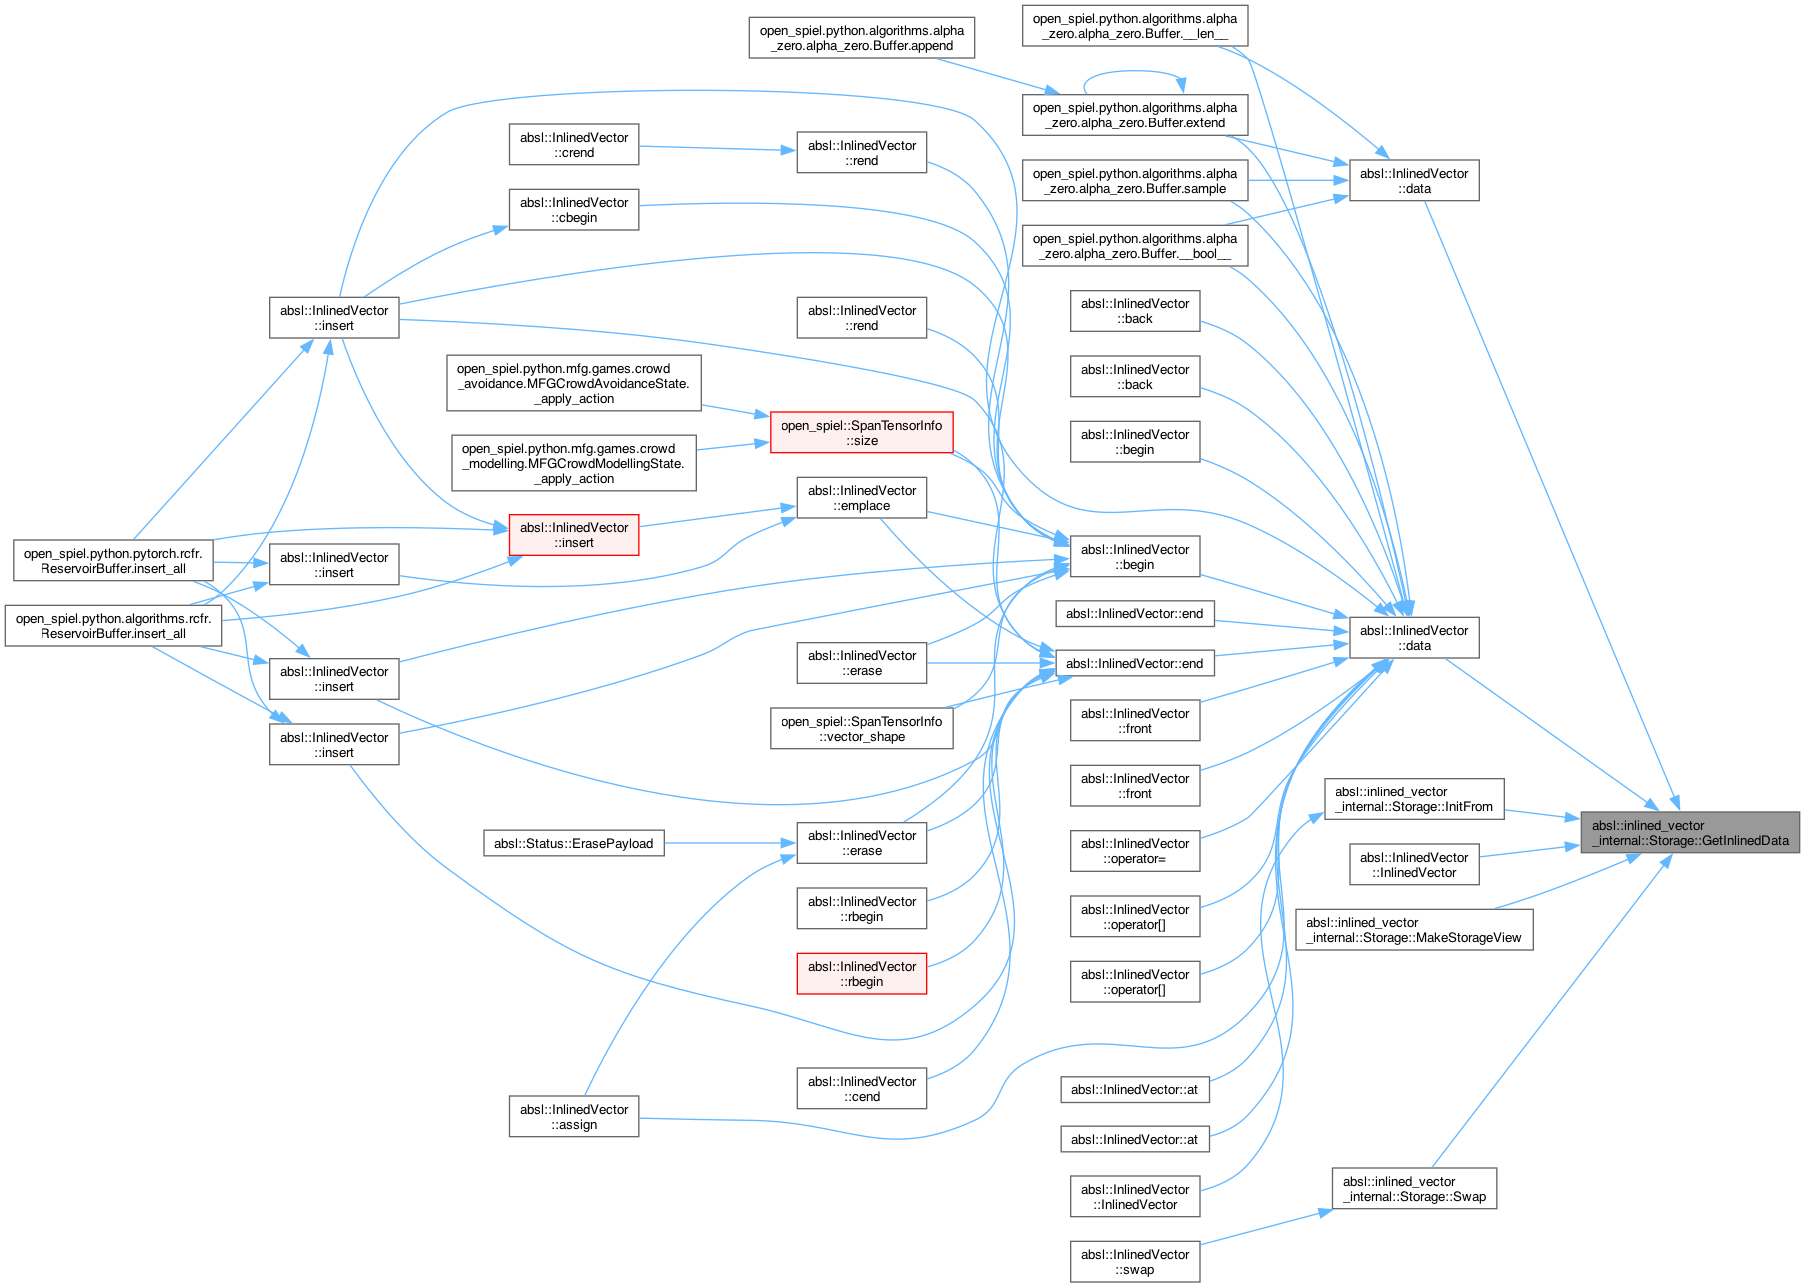 open_spiel.python.algorithms.alpha
_zero.alpha_zero.Buffer.__len__
open_spiel.python.algorithms.alpha
_zero.alpha_zero.Buffer.append
open_spiel.python.algorithms.alpha
_zero.alpha_zero.Buffer.extend
absl::InlinedVector
::crend
absl::InlinedVector
::rend
open_spiel.python.algorithms.alpha
_zero.alpha_zero.Buffer.sample
absl::InlinedVector
::data
absl::InlinedVector
::cbegin
open_spiel.python.algorithms.alpha
_zero.alpha_zero.Buffer.__bool__
absl::InlinedVector
::back
absl::InlinedVector
::insert
absl::InlinedVector
::rend
absl::InlinedVector
::back
open_spiel.python.mfg.games.crowd
_avoidance.MFGCrowdAvoidanceState.
_apply_action
open_spiel::SpanTensorInfo
::size
absl::InlinedVector
::begin
open_spiel.python.mfg.games.crowd
_modelling.MFGCrowdModellingState.
_apply_action
absl::InlinedVector
::emplace
absl::InlinedVector
::insert
absl::InlinedVector
::begin
open_spiel.python.pytorch.rcfr.
ReservoirBuffer.insert_all
absl::InlinedVector
::insert
absl::InlinedVector::end
open_spiel.python.algorithms.rcfr.
ReservoirBuffer.insert_all
absl::InlinedVector
::data
absl::InlinedVector
::erase
absl::InlinedVector::end
absl::InlinedVector
::insert
absl::InlinedVector
::front
open_spiel::SpanTensorInfo
::vector_shape
absl::InlinedVector
::insert
absl::InlinedVector
::front
absl::inlined_vector
_internal::Storage::InitFrom
absl::inlined_vector
_internal::Storage::GetInlinedData
absl::Status::ErasePayload
absl::InlinedVector
::erase
absl::InlinedVector
::operator=
absl::InlinedVector
::InlinedVector
absl::InlinedVector
::rbegin
absl::InlinedVector
::operator[]
absl::inlined_vector
_internal::Storage::MakeStorageView
absl::InlinedVector
::rbegin
absl::InlinedVector
::operator[]
absl::InlinedVector
::cend
absl::InlinedVector::at
absl::InlinedVector
::assign
absl::InlinedVector::at
absl::InlinedVector
::InlinedVector
absl::inlined_vector
_internal::Storage::Swap
absl::InlinedVector
::swap